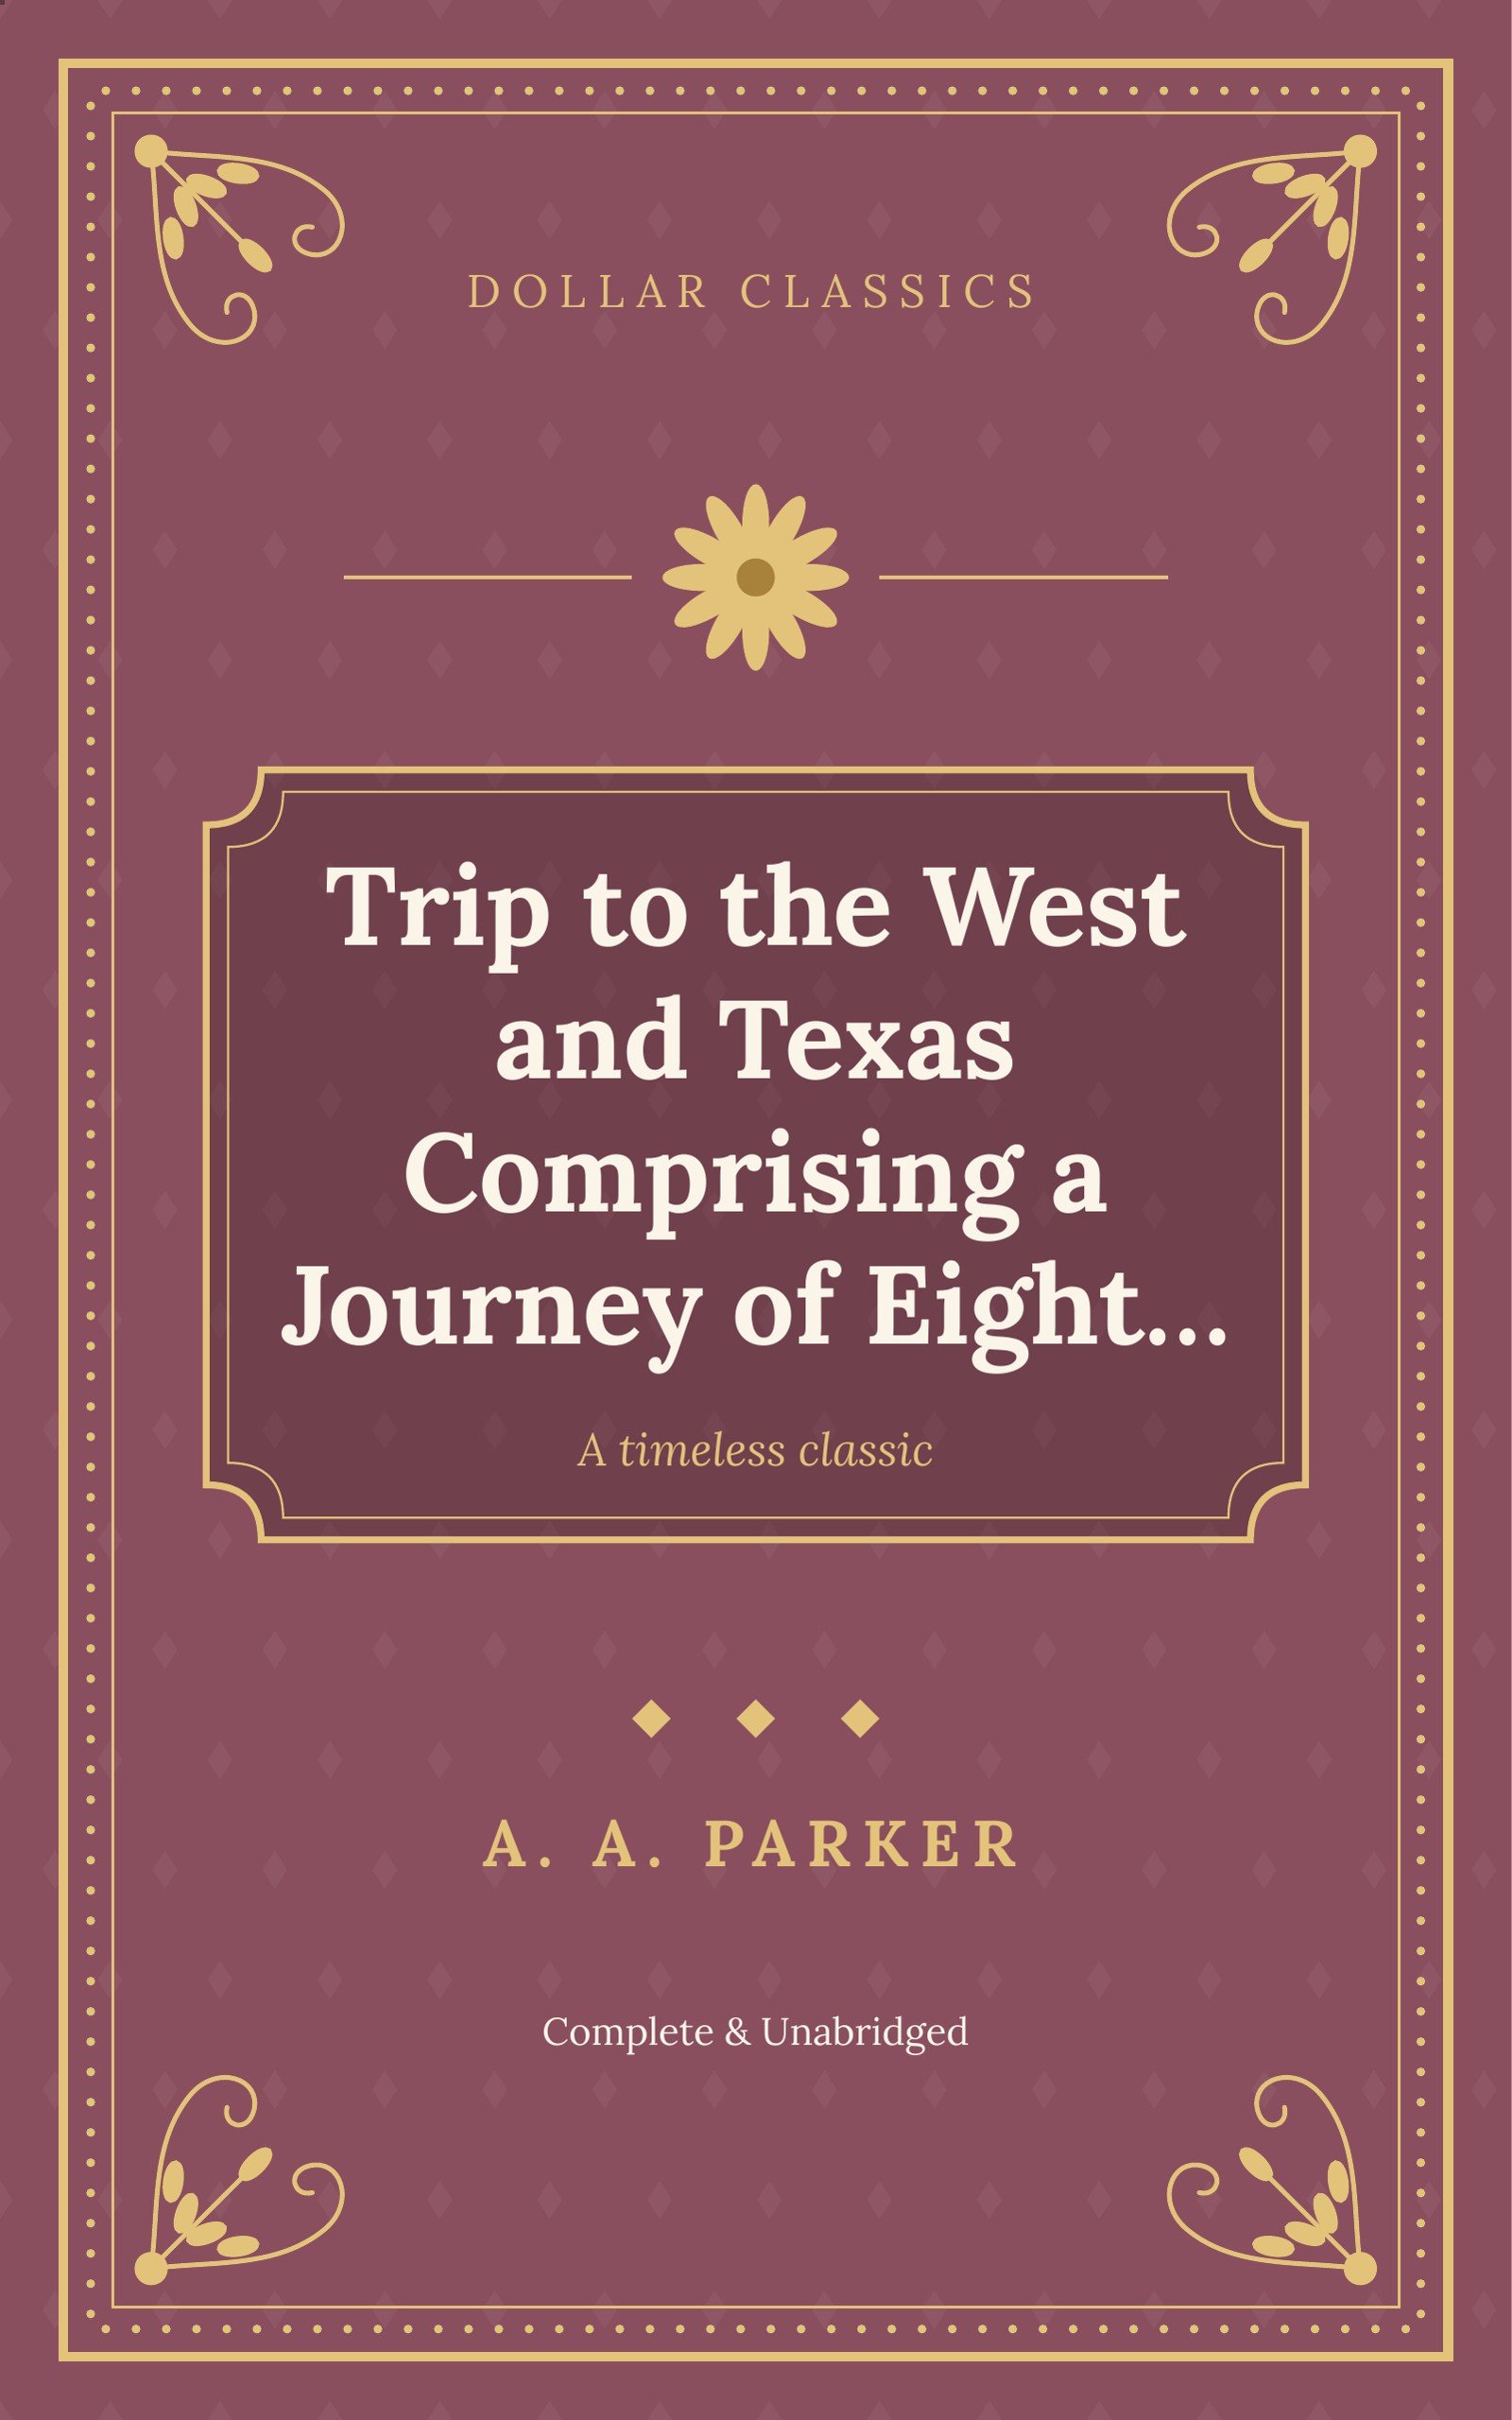 DOLLAR CLASSICS
Trip to the West
and Texas
Comprising a
Journey of Eight...
A timeless classic
A. A. PARKER
Complete & Unabridged